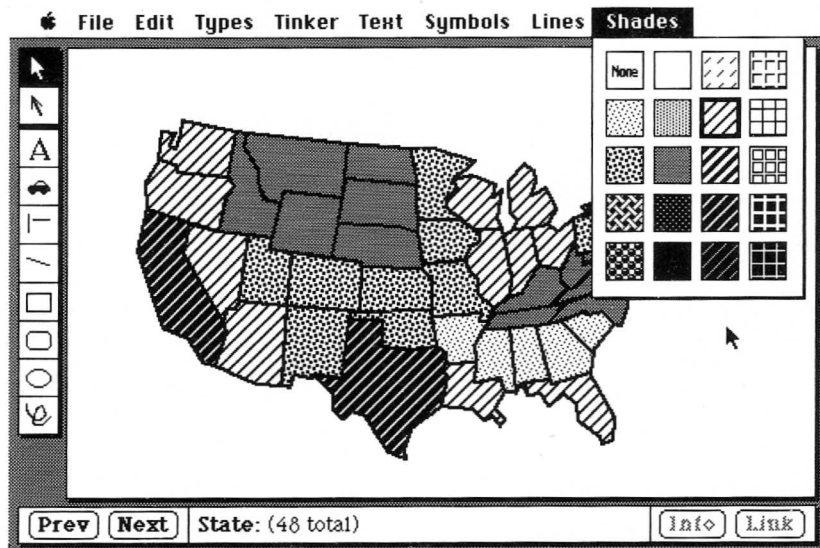 File Edit Types Tinker Text Symbols Lines Shades
None
A
Prev Next State: (48 total) Info Link